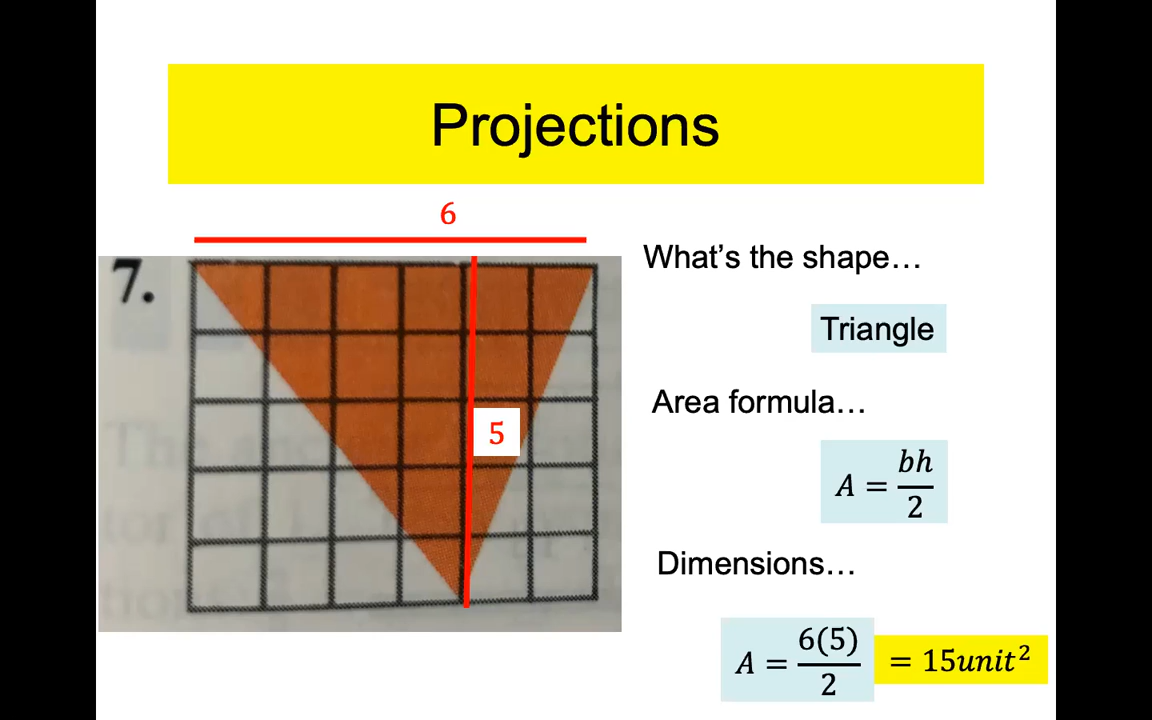 Projections
6
7.
5
What's the shape…
Triangle
Area formula…
A = bh/2
Dimensions…
A = 6(5)/2 = 15unit²